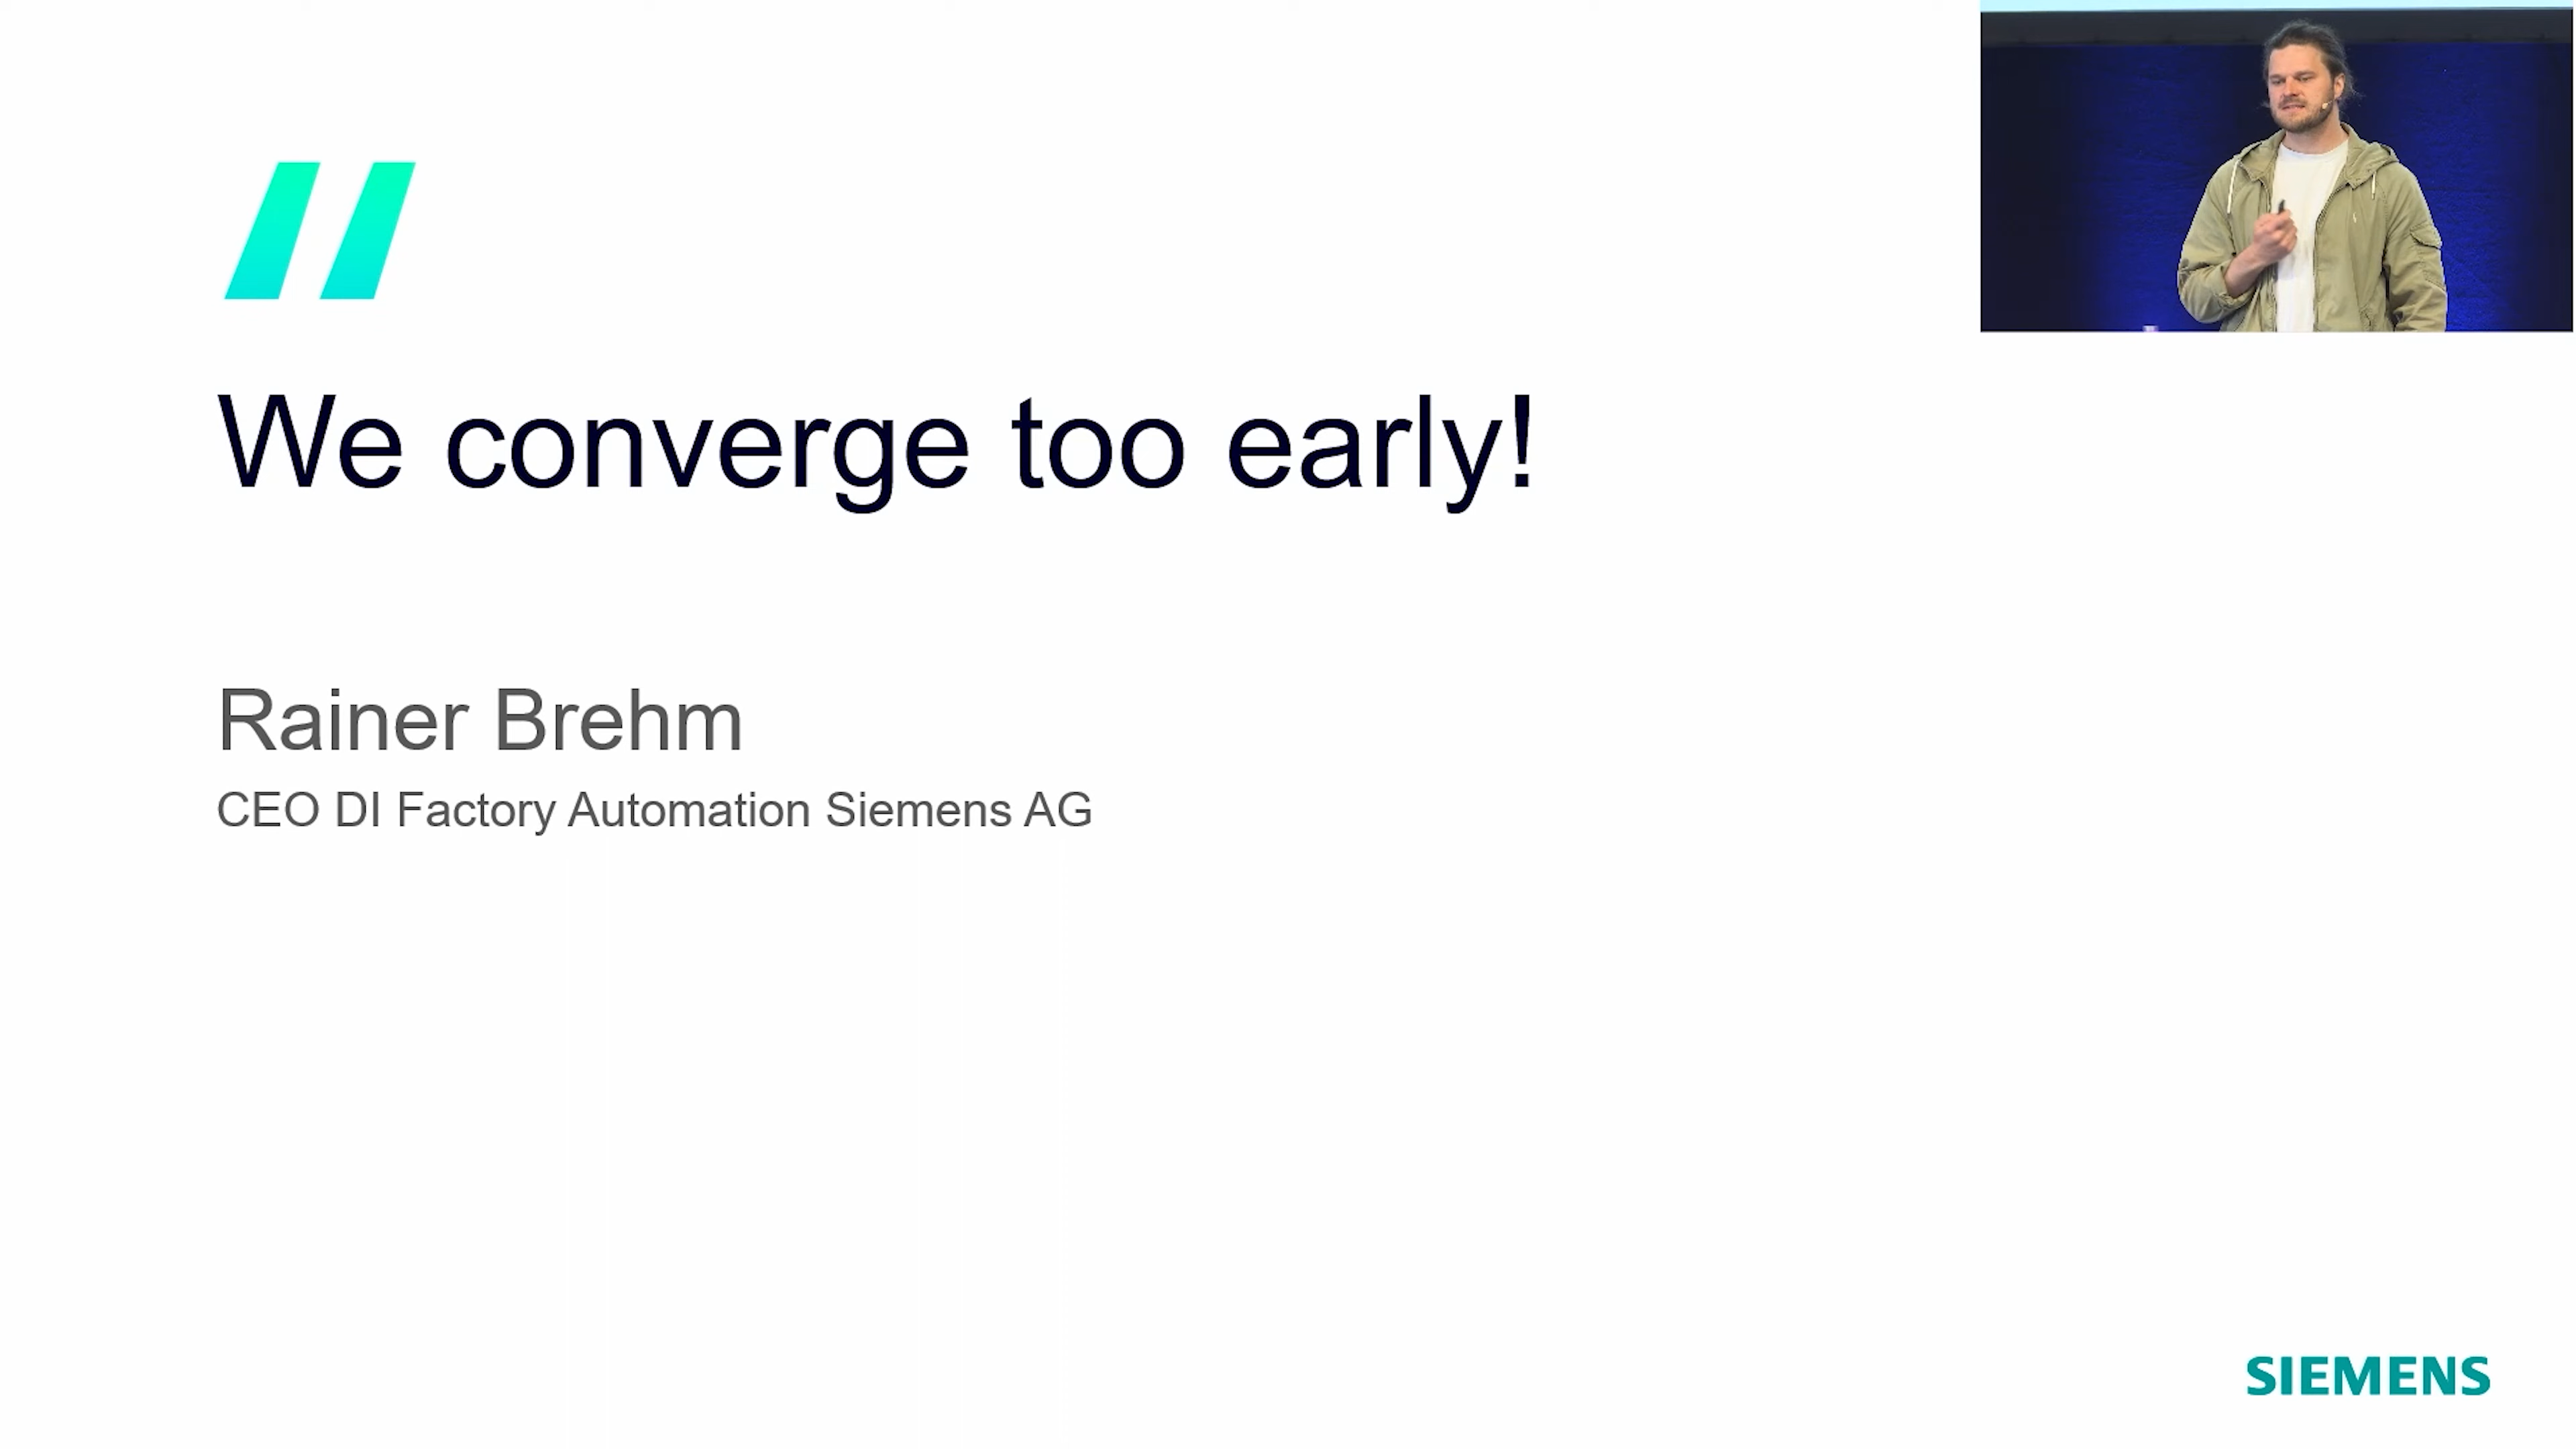 We converge too early!
Rainer Brehm
CEO DI Factory Automation Siemens AG
SIEMENS